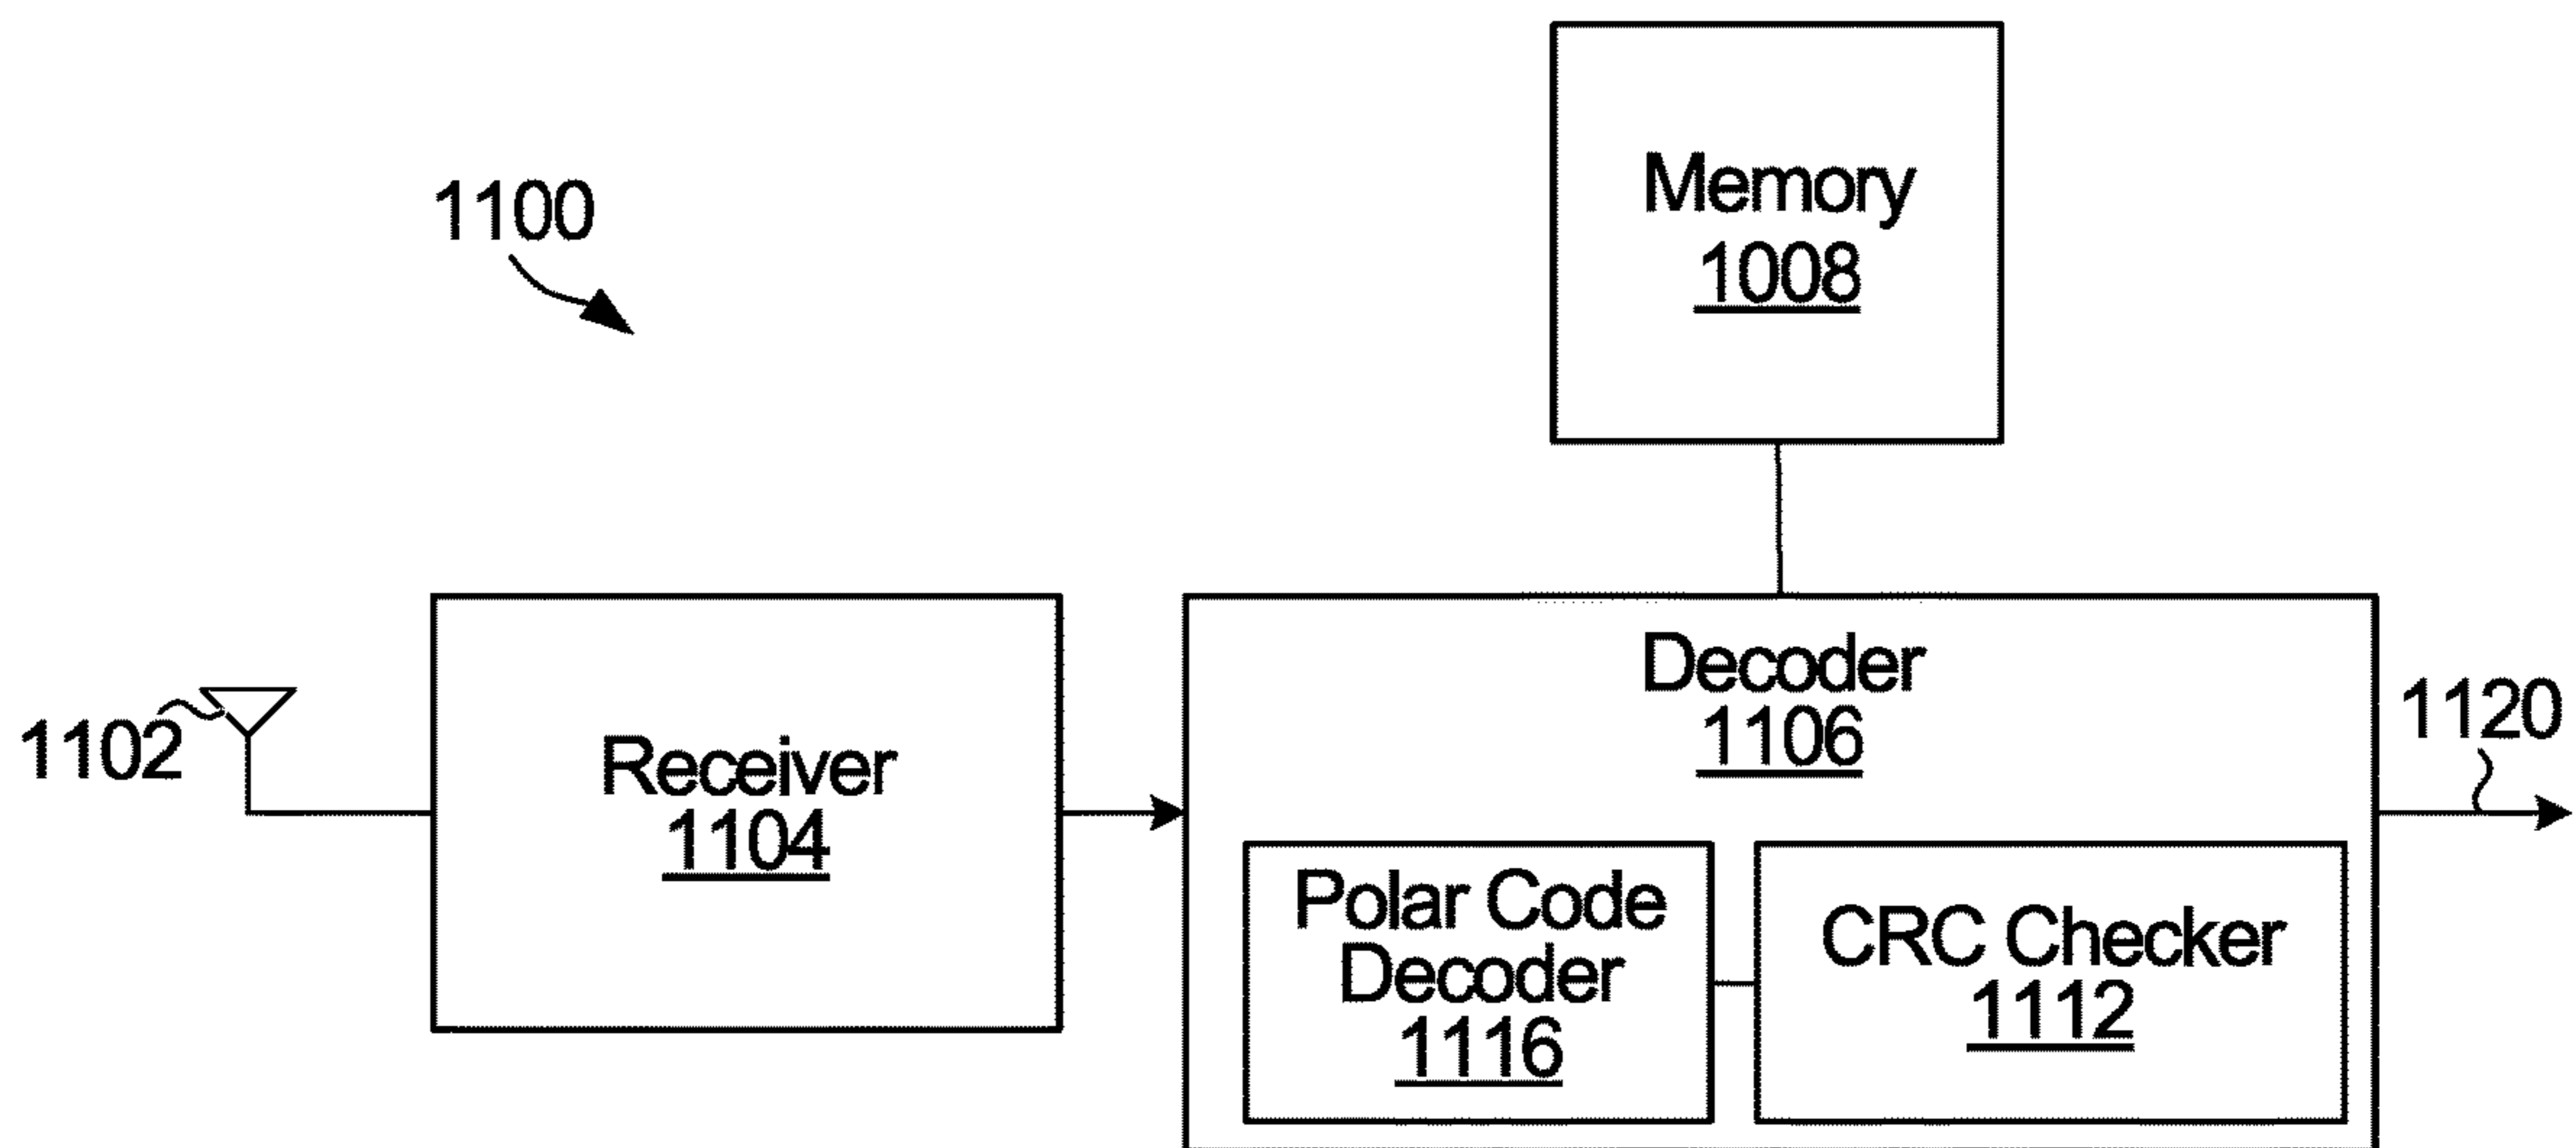 1100
Memory
1008
1102
Receiver
1104
Decoder
1106
1120
Polar Code
Decoder
1116
CRC Checker
1112